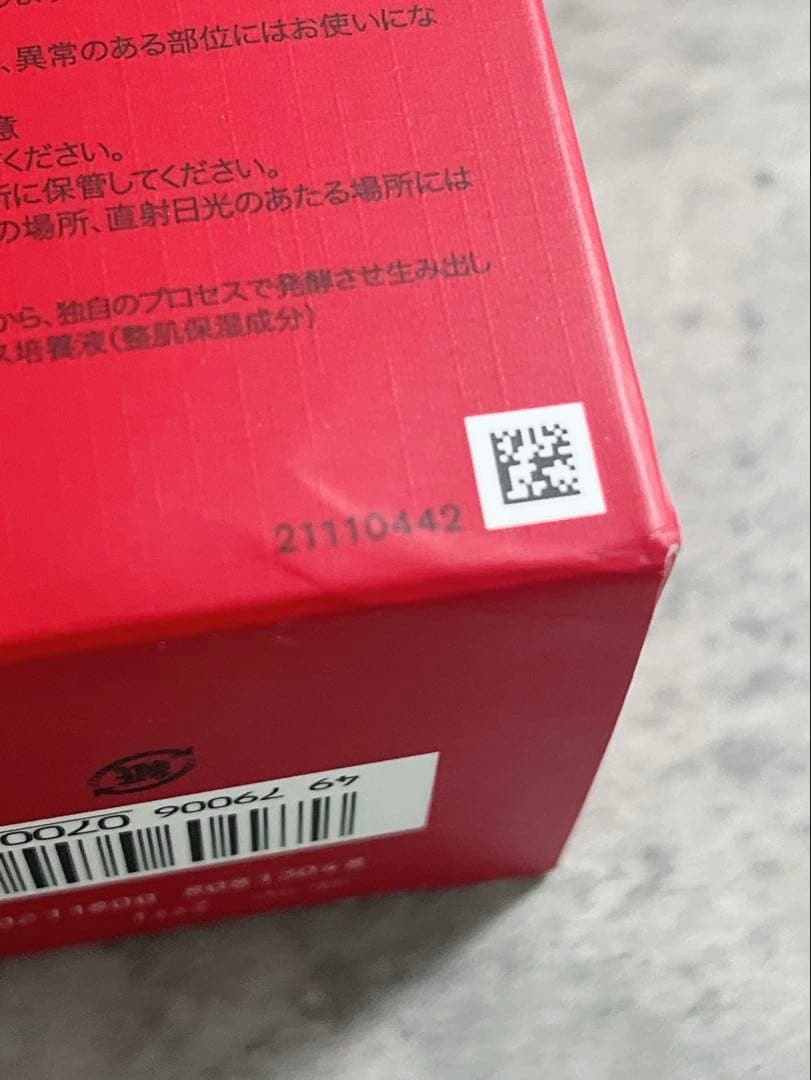 、異常のある部位にはお使いにな
意
ください。
所に保管してください。
の場所、直射日光のあたる場所には
から、独自のプロセスで発酵させ生み出し
ス培養液(整肌保湿成分)
21110442
49 79006 0700